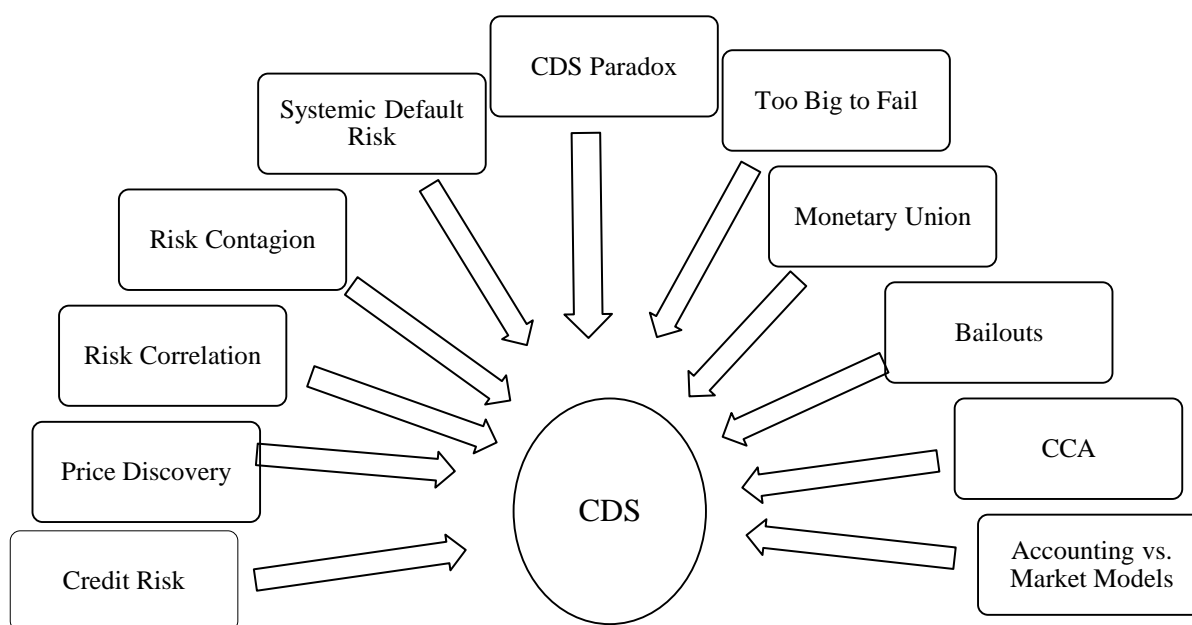 CDS Paradox
Too Big to Fail
Systemic Default
Risk
Monetary Union
Risk Contagion
Bailouts
Risk Correlation
CCA
Price Discovery
CDS
Accounting vs.
Market Models
Credit Risk